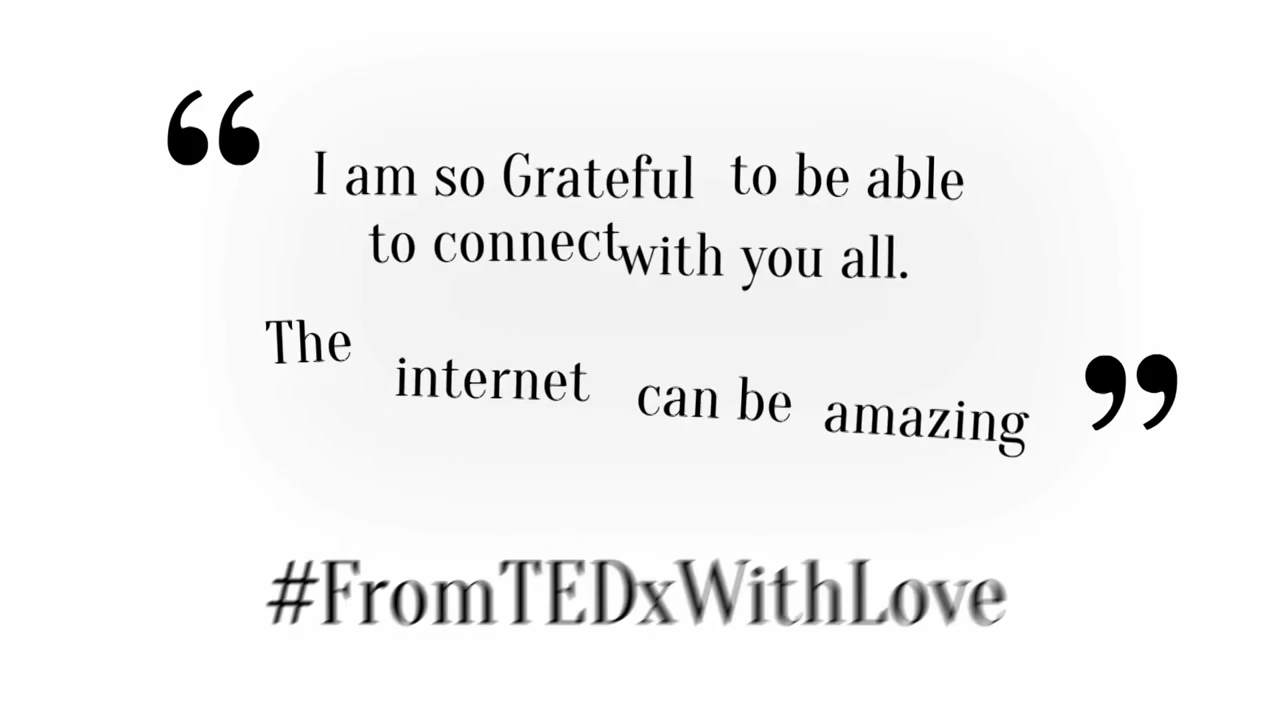 “ I am so Grateful to be able
to connect with you all.
The internet can be amazing ”
#FromTEDxWithLove